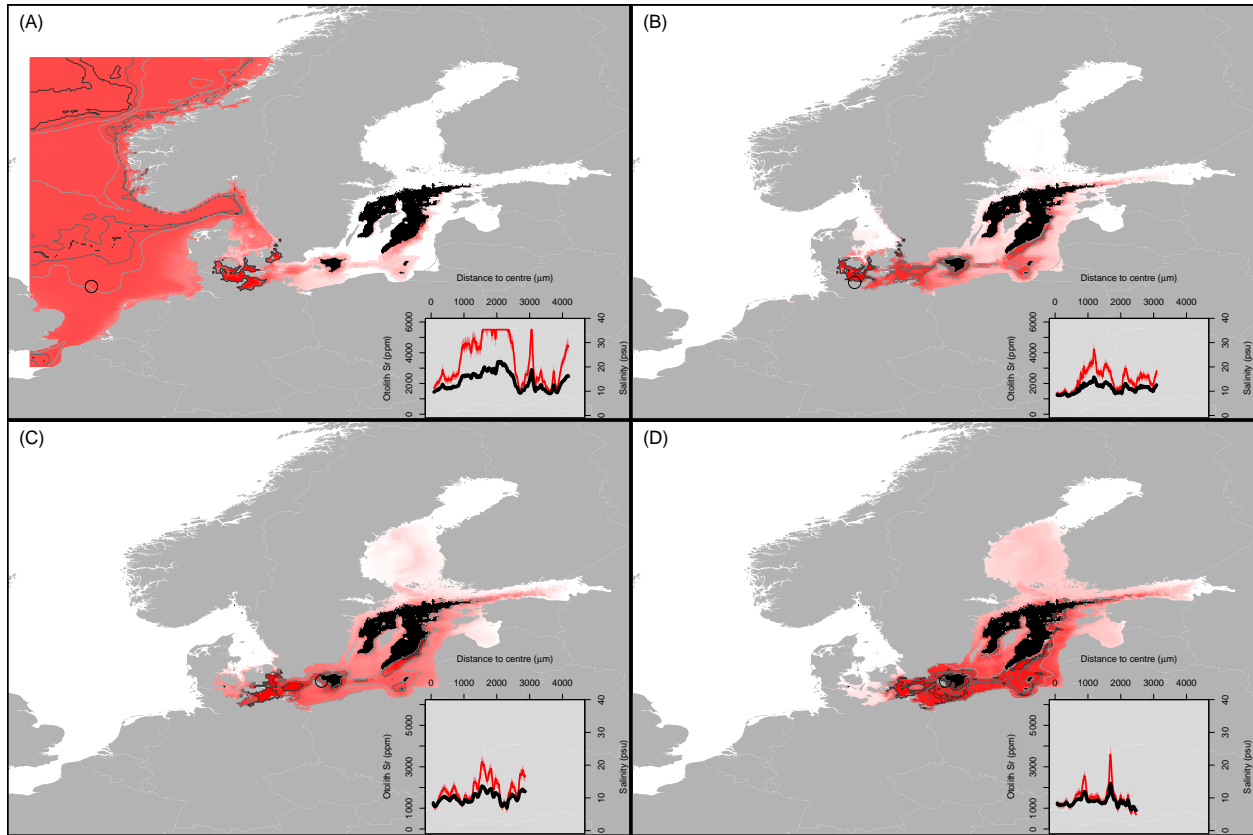 (A)
Distance to centre (µm)
0 1000 2000 3000 4000
Otolith Sr (ppm)
0 2000 4000 6000
Salinity (psu)
0 10 20 30 40
(B)
Distance to centre (µm)
0 1000 2000 3000 4000
Otolith Sr (ppm)
0 2000 4000 6000
Salinity (psu)
0 10 20 30 40
(C)
Distance to centre (µm)
0 1000 2000 3000 4000
Otolith Sr (ppm)
0 1000 3000 5000
Salinity (psu)
0 10 20 30 40
(D)
Distance to centre (µm)
0 1000 2000 3000 4000
Otolith Sr (ppm)
0 1000 3000 5000
Salinity (psu)
0 10 20 30 40